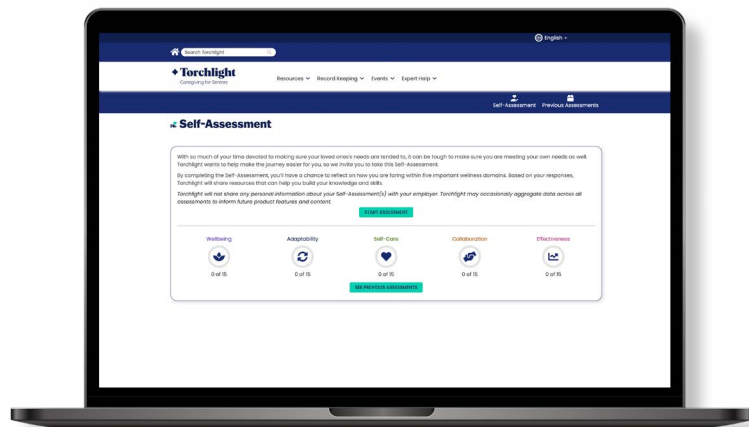 English
Search Torchlight
Torchlight
Caregiving for Seniors
Resources Record Keeping Events Expert Help
Self-Assessment Previous Assessments
Self-Assessment
With so much of your time devoted to making sure your loved ones's needs are tended to, it can be tough to make sure you are meeting your own needs as well.
Torchlight wants to help make the journey easier for you, so we invite you to take this Self-Assessment.
By completing the Self-Assessment, you'll have a chance to reflect on how you are faring within five important wellness domains. Based on your responses,
Torchlight will share resources that can help you build your knowledge and skills.
Torchlight will not share any personal information about your Self-Assessment(s) with your employer. Torchlight may occasionally aggregate data across all
assessments to inform future product features and content.
START ASSESSMENT
Wellbeing Adaptability Self-Care Collaboration Effectiveness
0 of 15 0 of 15 0 of 15 0 of 15 0 of 15
SEE PREVIOUS ASSESSMENTS